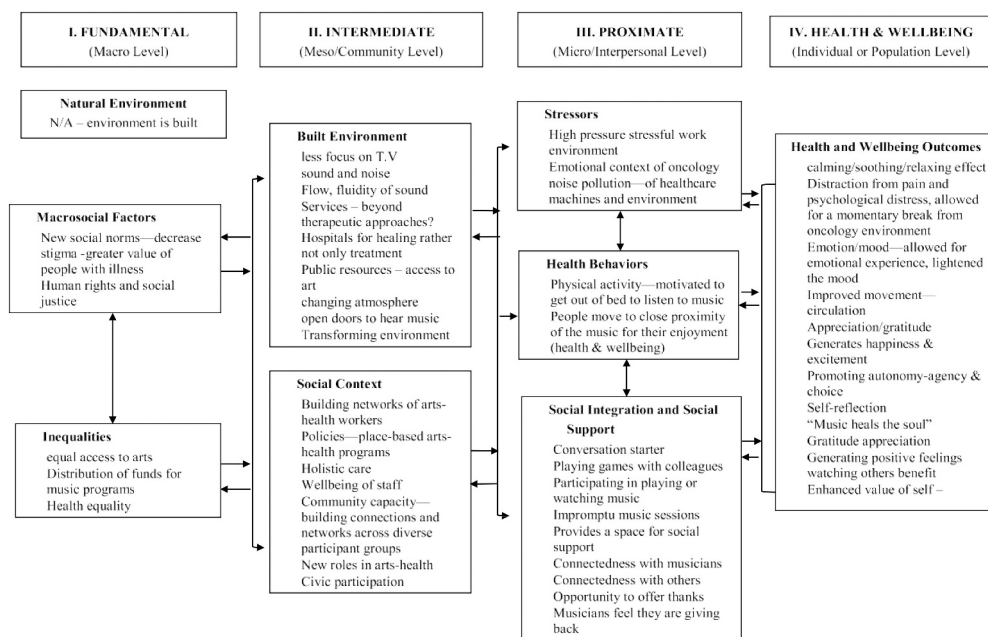 I. FUNDAMENTAL
(Macro Level)
II. INTERMEDIATE
(Meso/Community Level)
III. PROXIMATE
(Micro/Interpersonal Level)
IV. HEALTH & WELLBEING
(Individual or Population Level)
Natural Environment
N/A – environment is built
Macrosocial Factors
New social norms—decrease
stigma -greater value of
people with illness
Human rights and social
justice
Inequalities
equal access to arts
Distribution of funds for
music programs
Health equality
Built Environment
less focus on T.V
sound and noise
Flow, fluidity of sound
Services – beyond
therapeutic approaches?
Hospitals for healing rather
not only treatment
Public resources – access to
art
changing atmosphere
open doors to hear music
Transforming environment
Social Context
Building networks of arts-
health workers
Policies—place-based arts-
health programs
Holistic care
Wellbeing of staff
Community capacity—
building connections and
networks across diverse
participant groups
New roles in arts-health
Civic participation
Stressors
High pressure stressful work
environment
Emotional context of oncology
noise pollution—of healthcare
machines and environment
Health Behaviors
Physical activity—motivated to
get out of bed to listen to music
People move to close proximity
of the music for their enjoyment
(health & wellbeing)
Social Integration and Social
Support
Conversation starter
Playing games with colleagues
Participating in playing or
watching music
Impromptu music sessions
Provides a space for social
support
Connectedness with musicians
Connectedness with others
Opportunity to offer thanks
Musicians feel they are giving
back
Health and Wellbeing Outcomes
calming/soothing/relaxing effect
Distraction from pain and
psychological distress, allowed
for a momentary break from
oncology environment
Emotion/mood—allowed for
emotional experience, lightened
the mood
Improved movement—
circulation
Appreciation/gratitude
Generates happiness &
excitement
Promoting autonomy-agency &
choice
Self-reflection
“Music heals the soul”
Gratitude appreciation
Generating positive feelings
watching others benefit
Enhanced value of self –